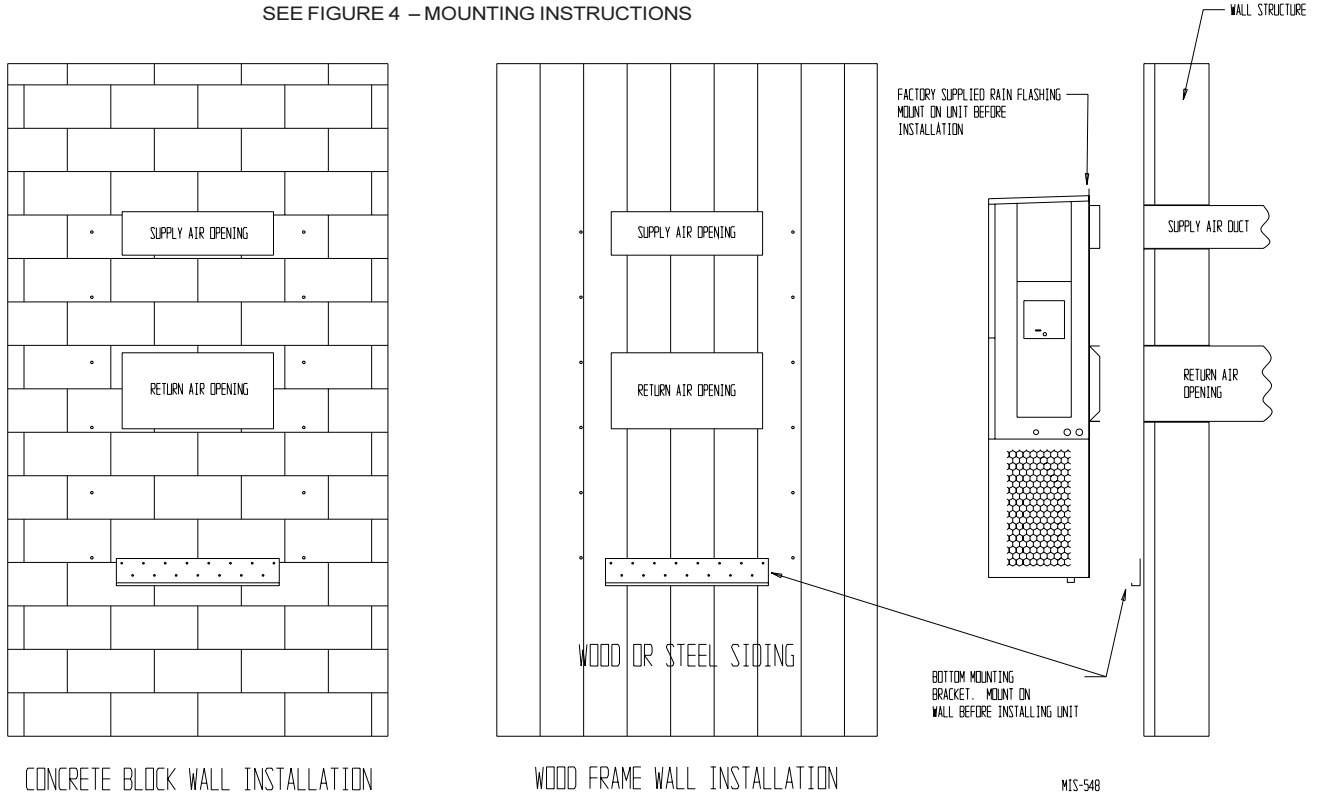 SEE FIGURE 4 – MOUNTING INSTRUCTIONS
WALL STRUCTURE
FACTORY SUPPLIED RAIN FLASHING
MOUNT ON UNIT BEFORE
INSTALLATION
SUPPLY AIR OPENING
SUPPLY AIR OPENING
SUPPLY AIR DUCT
RETURN AIR OPENING
RETURN AIR OPENING
RETURN AIR
OPENING
WOOD OR STEEL SIDING
BOTTOM MOUNTING
BRACKET. MOUNT ON
WALL BEFORE INSTALLING UNIT
CONCRETE BLOCK WALL INSTALLATION
WOOD FRAME WALL INSTALLATION
MIS-548